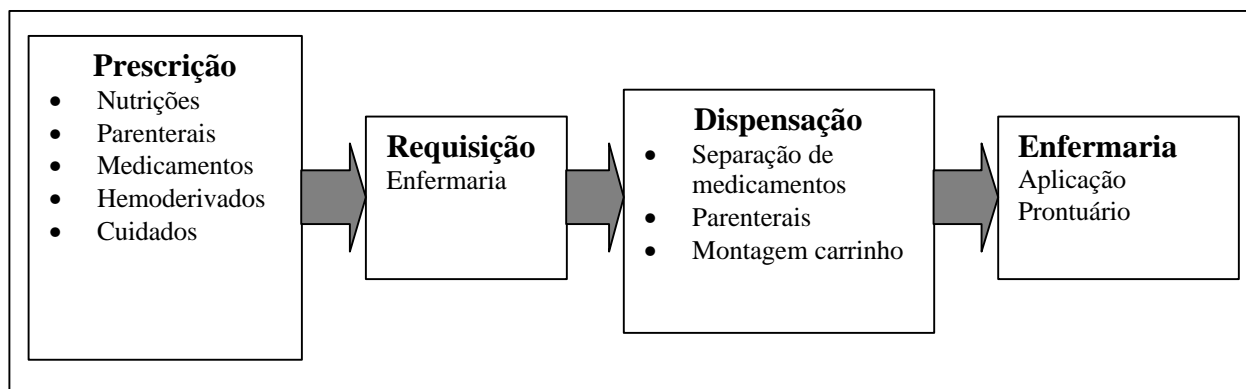 Prescrição
• Nutrições
• Parenterais
• Medicamentos
• Hemoderivados
• Cuidados
Requisição
Enfermaria
Dispensação
• Separação de
medicamentos
• Parenterais
• Montagem carrinho
Enfermaria
Aplicação
Prontuário